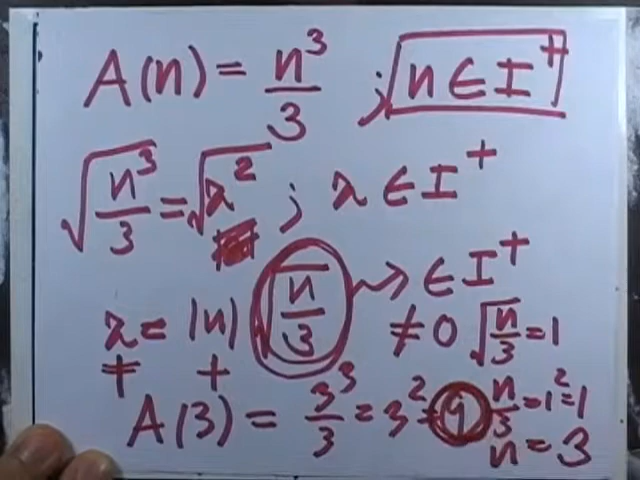 A(n) = n³/3 ; n ∈ I⁺
√(n³/3) = √(x²) ; x ∈ I⁺
x = |n| √(n/3) → ∈ I⁺
+ + ≠ 0 √(n/3) = 1
A(3) = 3³/3 = 3² = 9 n/3 = 1² = 1
n = 3